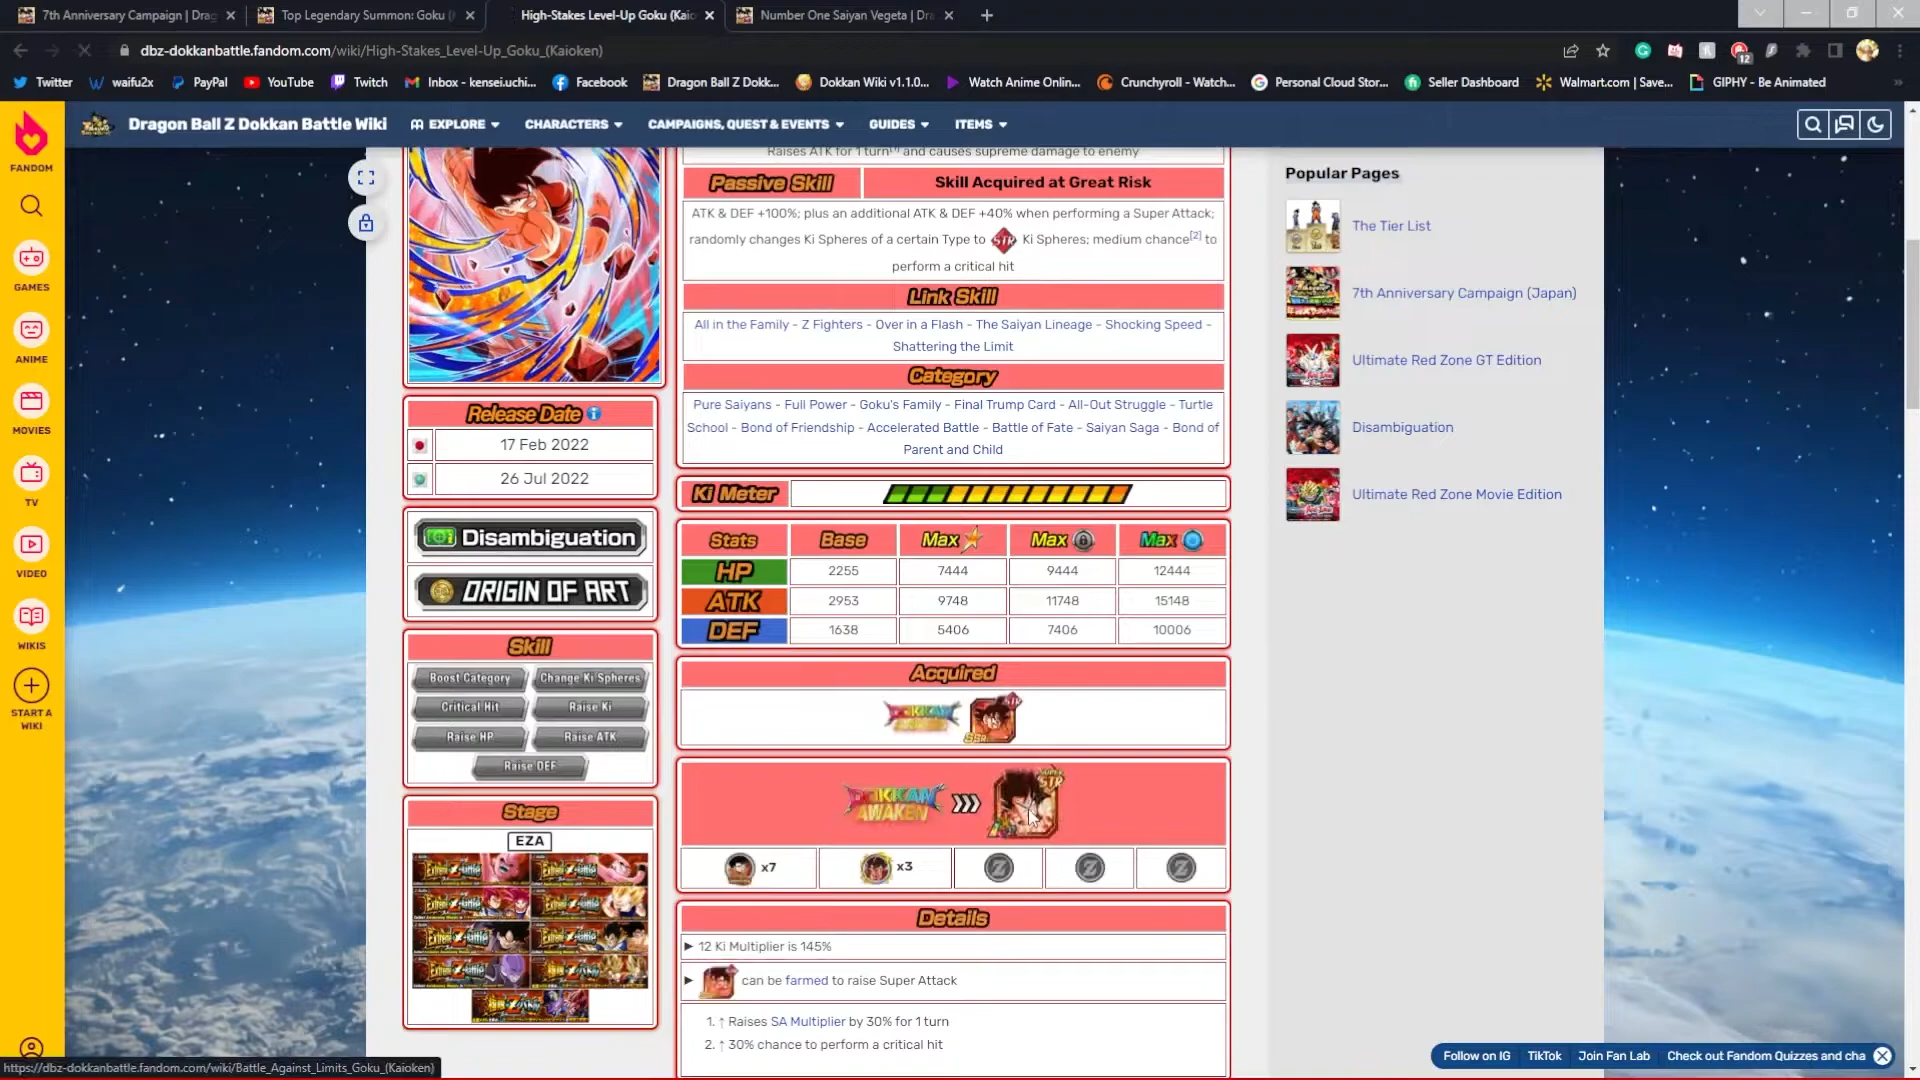 7th Anniversary Campaign | Drag
Top Legendary Summon: Goku (
High-Stakes Level-Up Goku (Kaio
Number One Saiyan Vegeta | Dra
dbz-dokkanbattle.fandom.com/wiki/High-Stakes_Level-Up_Goku_(Kaioken)
12
Twitter
waifu2x
PayPal
YouTube
Twitch
Inbox - kensei.uchi...
Facebook
Dragon Ball Z Dokk...
Dokkan Wiki v1.1.0...
Watch Anime Onlin...
Crunchyroll - Watch...
Personal Cloud Stor...
Seller Dashboard
Walmart.com | Save...
GIPHY - Be Animated
Dragon Ball Z Dokkan Battle Wiki
EXPLORE
CHARACTERS
CAMPAIGNS, QUEST & EVENTS
GUIDES
ITEMS
FANDOM
GAMES
ANIME
MOVIES
TV
VIDEO
WIKIS
START A
WIKI
Raises ATK for 1 turn[1] and causes supreme damage to enemy
Passive Skill
Skill Acquired at Great Risk
ATK & DEF +100%; plus an additional ATK & DEF +40% when performing a Super Attack;
randomly changes Ki Spheres of a certain Type to STR Ki Spheres; medium chance[2] to
perform a critical hit
Link Skill
All in the Family - Z Fighters - Over in a Flash - The Saiyan Lineage - Shocking Speed -
Shattering the Limit
Category
Pure Saiyans - Full Power - Goku's Family - Final Trump Card - All-Out Struggle - Turtle
School - Bond of Friendship - Accelerated Battle - Battle of Fate - Saiyan Saga - Bond of
Parent and Child
Ki Meter
Stats Base Max Max Max
HP 2255 7444 9444 12444
ATK 2953 9748 11748 15148
DEF 1638 5406 7406 10006
Acquired
DOKKAN
AWAKEN
SSR
STR
DOKKAN
AWAKEN
SUPER
STR
x7
x3
Details
12 Ki Multiplier is 145%
can be farmed to raise Super Attack
1. ↑ Raises SA Multiplier by 30% for 1 turn
2. ↑ 30% chance to perform a critical hit
Release Date
17 Feb 2022
26 Jul 2022
Disambiguation
ORIGIN OF ART
Skill
Boost Category
Change Ki Spheres
Critical Hit
Raise Ki
Raise HP
Raise ATK
Raise DEF
Stage
EZA
Popular Pages
The Tier List
7th Anniversary Campaign (Japan)
Ultimate Red Zone GT Edition
Disambiguation
Ultimate Red Zone Movie Edition
Follow on IG
TikTok
Join Fan Lab
Check out Fandom Quizzes and cha
https://dbz-dokkanbattle.fandom.com/wiki/Battle_Against_Limits_Goku_(Kaioken)